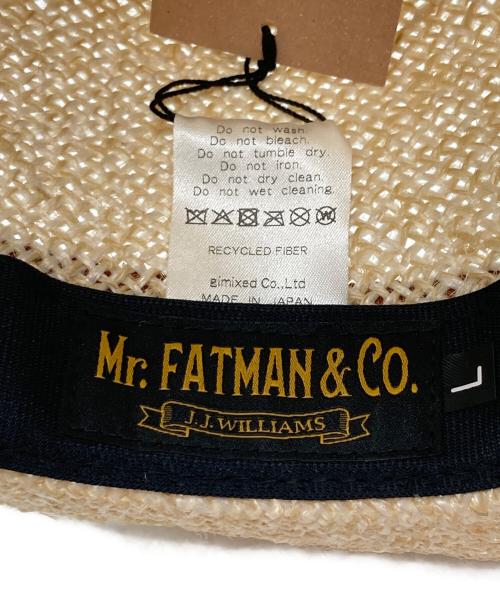 Do not wash.
Do not bleach.
Do not tumble dry.
Do not iron.
Do not dry clean.
Do not wet cleaning.
RECYCLED FIBER
gimixed Co.,Ltd
MADE IN JAPAN
Mr. FATMAN & CO.
J.J. WILLIAMS
L